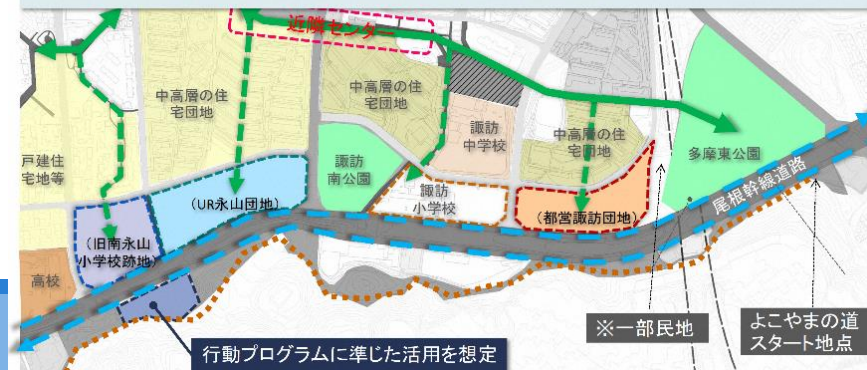 近隣センター
中高層の住
宅団地
中高層の住
宅団地
諏訪
中学校
中高層の住
宅団地
多摩東公園
戸建住
宅地等
諏訪
南公園
諏訪
小学校
(UR永山団地)
(都営諏訪団地)
尾根幹線道路
(旧南永山
小学校跡地)
高校
※一部民地
よこやまの道
スタート地点
行動プログラムに準じた活用を想定